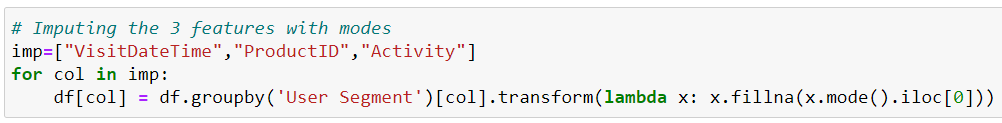 # Imputing the 3 features with modes
imp=["VisitDateTime","ProductID","Activity"]
for col in imp:
    df[col] = df.groupby('User Segment')[col].transform(lambda x: x.fillna(x.mode().iloc[0]))